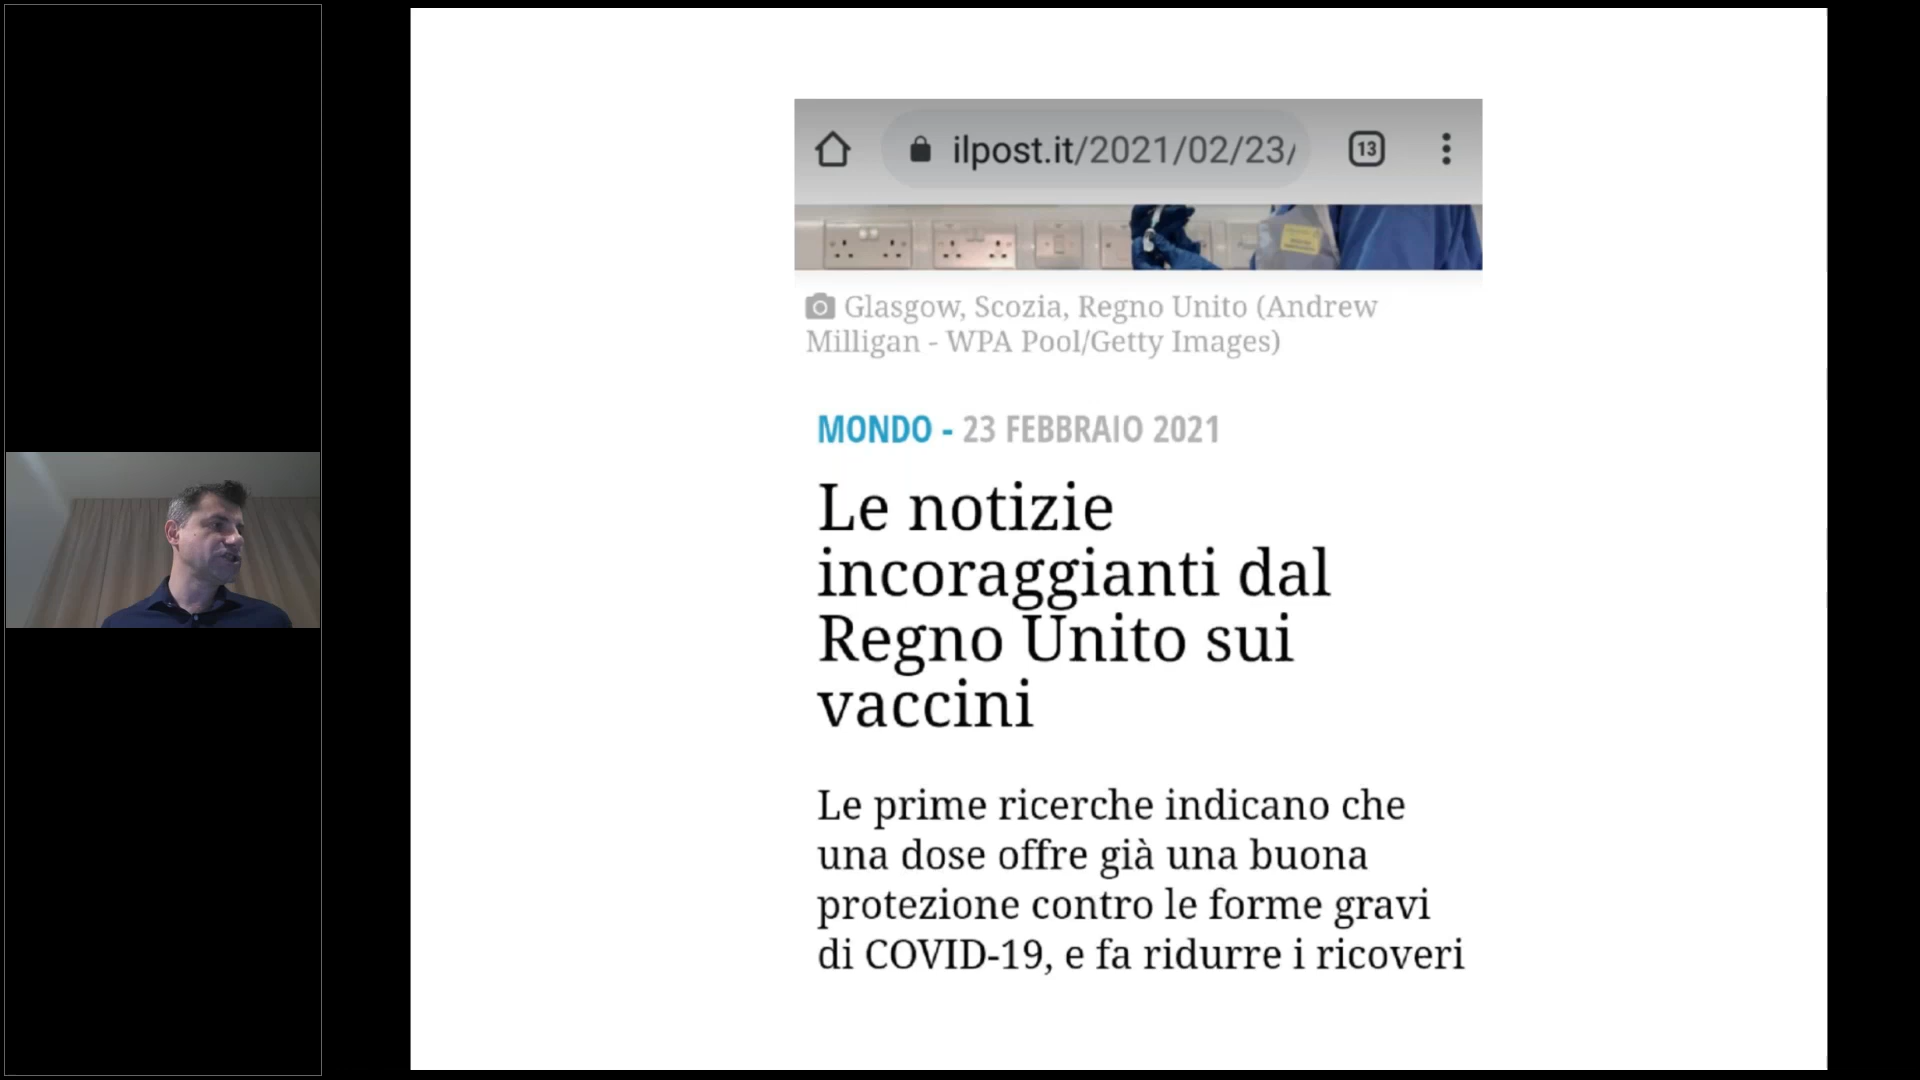 ilpost.it/2021/02/23/
13
Glasgow, Scozia, Regno Unito (Andrew
Milligan - WPA Pool/Getty Images)
MONDO - 23 FEBBRAIO 2021
Le notizie
incoraggianti dal
Regno Unito sui
vaccini
Le prime ricerche indicano che
una dose offre già una buona
protezione contro le forme gravi
di COVID-19, e fa ridurre i ricoveri